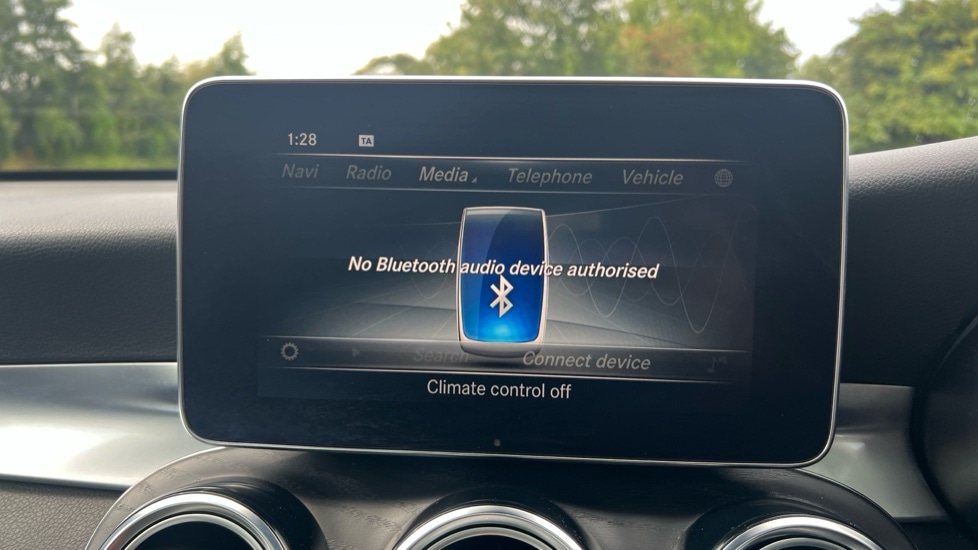 1:28 TA
Navi Radio Media Telephone Vehicle
No Bluetooth audio device authorised
Search Connect device
Climate control off